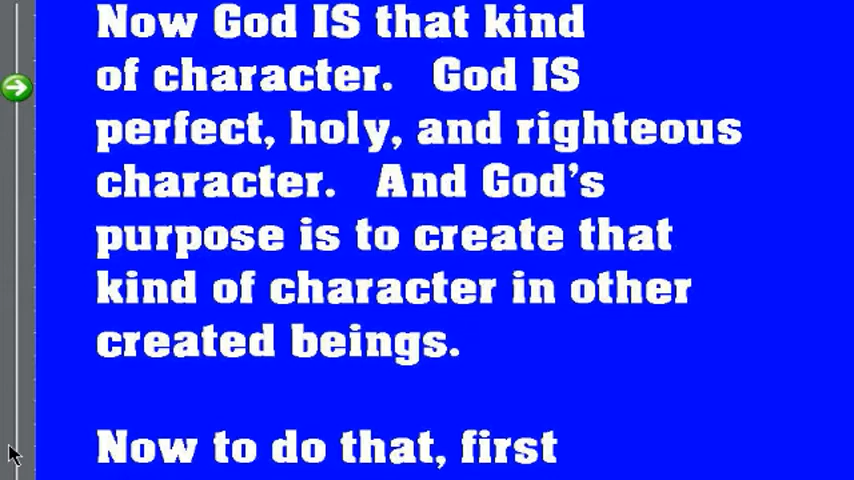 Now God IS that kind
of character.   God IS
perfect, holy, and righteous
character.   And God’s
purpose is to create that
kind of character in other
created beings.
Now to do that, first